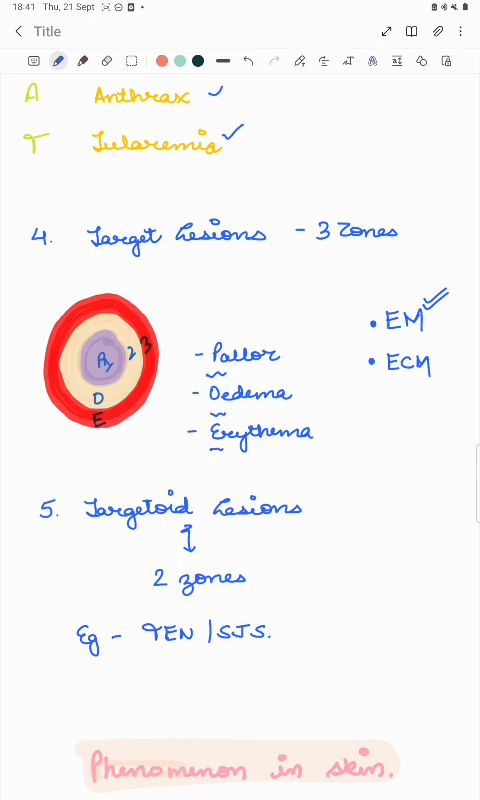 18:41 Thu, 21 Sept
Title
A Anthrax
T Tularemia
4. Target Lesions - 3 Zones
P 1 2 3
O
E
- Pallor
- Oedema
- Erythema
• EM
• ECM
5. Targetoid Lesions
2 zones
Eg - TEN | SJS.
Phenomenon in skin.